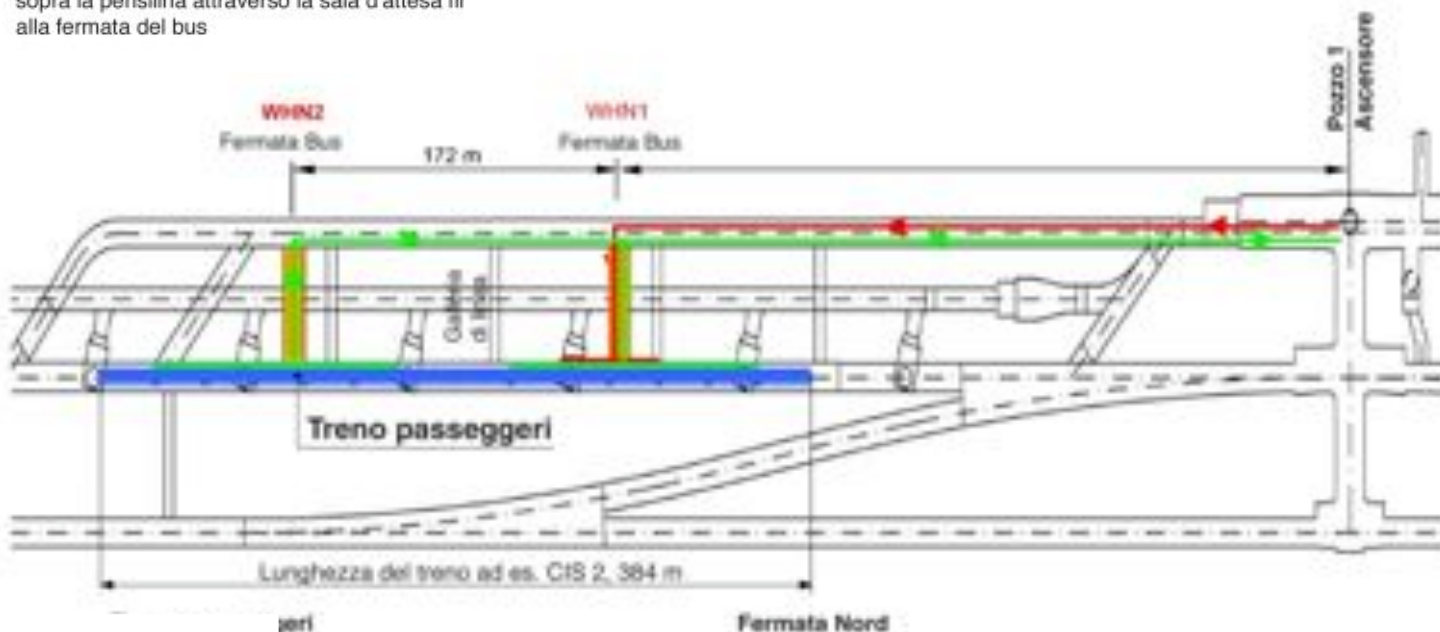 sopra la pensilina attraverso la sala d'attesa fi
alla fermata del bus
WHN2
Fermata Bus
WHN1
Fermata Bus
172 m
Pozzo 1
Ascensore
Galleria
di linea
Treno passeggeri
Lunghezza del treno ad es. CIS 2, 384 m
geri
Fermata Nord